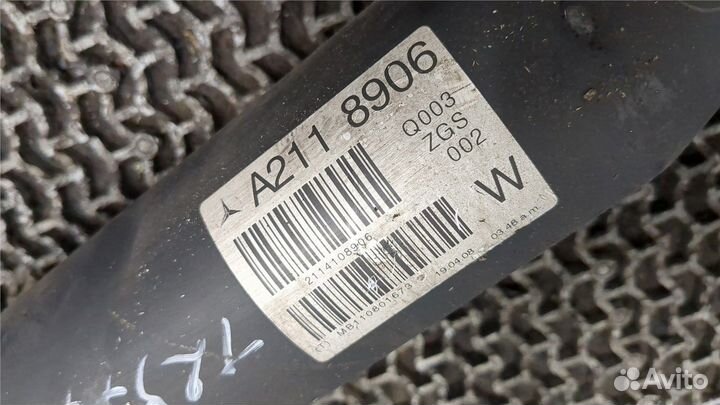 A211 8906
Q003
ZGS
002
2114108906
W
(T) MB110801673 19.04.08 03.48 a.m.
Avito